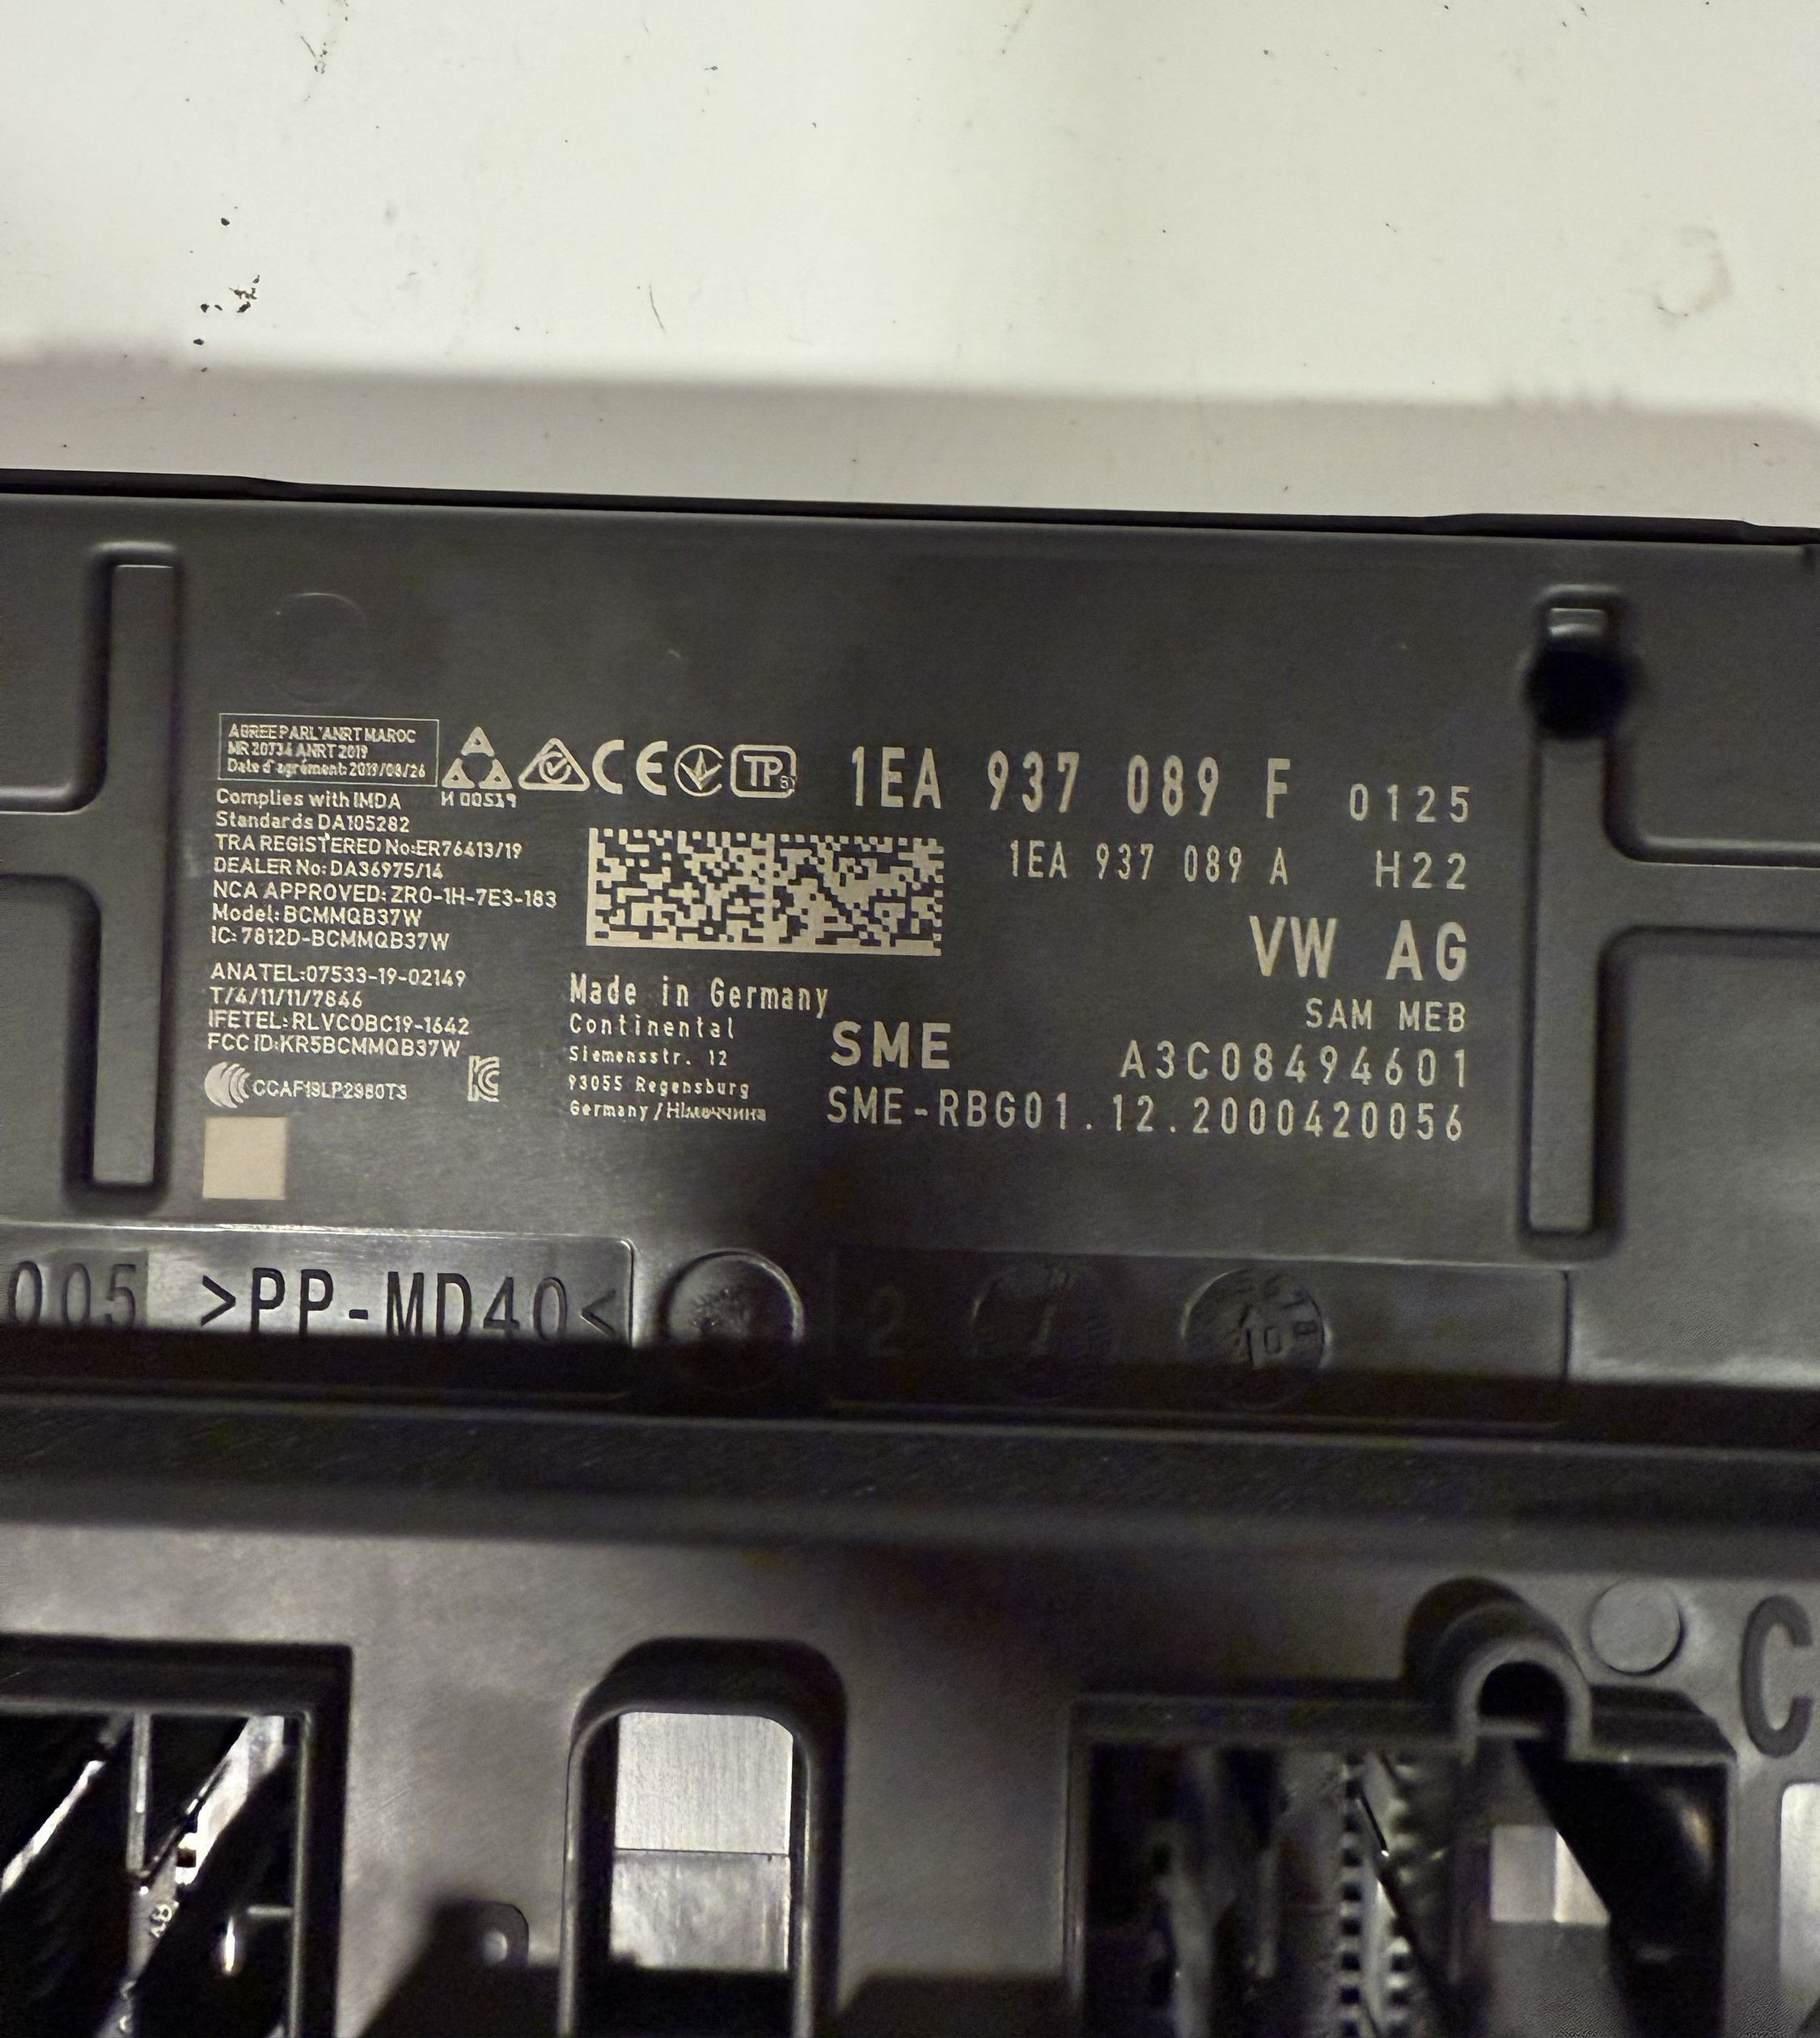 AGREE PAR L'ANRT MAROC
MR 20734 ANRT 2019
Date d'agrément: 2019/08/26
Complies with IMDA
Standards DA105282
TRA REGISTERED No:ER76413/19
DEALER No: DA36975/14
NCA APPROVED: ZRO-1H-7E3-183
Model: BCMMQB37W
IC: 7812D-BCMMQB37W
ANATEL:07533-19-02149
T/4/11/11/7846
IFETEL: RLVCOBC19-1642
FCC ID:KR5BCMMQB37W
CCAF19LP2980T3
CE
TP
1EA 937 089 F 0125
1EA 937 089 A H22
VW AG
SAM MEB
Made in Germany
Continental
Siemensstr. 12
93055 Regensburg
Germany / Німеччина
SME
A3C08494601
SME-RBG01.12.2000420056
005 >PP-MD40<
2
C